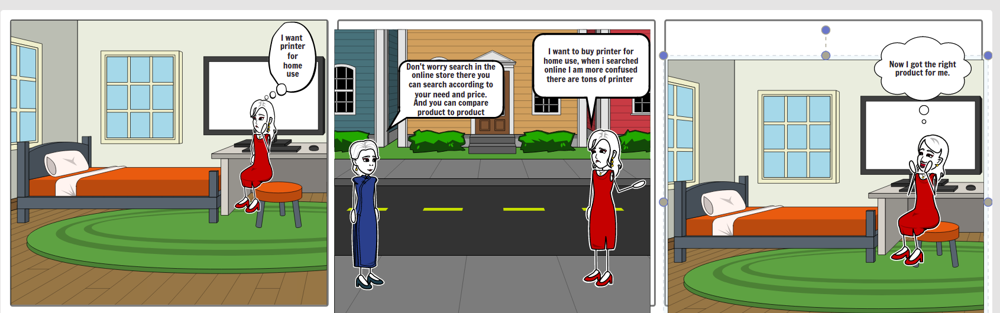 I want
printer
for
home
use
Don't worry search in the
online store there you
can search according to
your need and price.
And you can compare
product to product
I want to buy printer for
home use, when i searched
online I am more confused
there are tons of printer
Now I got the right
product for me.